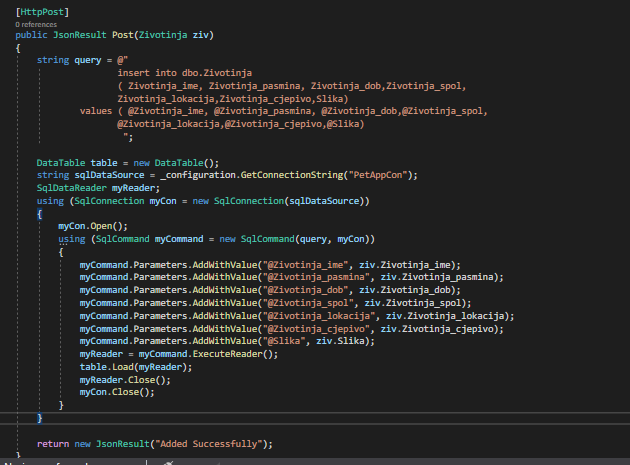 [HttpPost]
0 references
public JsonResult Post(Zivotinja ziv)
{
string query = @"
insert into dbo.Zivotinja
( Zivotinja_ime, Zivotinja_pasmina, Zivotinja_dob,Zivotinja_spol,
Zivotinja_lokacija,Zivotinja_cjepivo,Slika)
values ( @Zivotinja_ime, @Zivotinja_pasmina, @Zivotinja_dob,@Zivotinja_spol,
@Zivotinja_lokacija,@Zivotinja_cjepivo,@Slika)
";
DataTable table = new DataTable();
string sqlDataSource = _configuration.GetConnectionString("PetAppCon");
SqlDataReader myReader;
using (SqlConnection myCon = new SqlConnection(sqlDataSource))
{
myCon.Open();
using (SqlCommand myCommand = new SqlCommand(query, myCon))
{
myCommand.Parameters.AddWithValue("@Zivotinja_ime", ziv.Zivotinja_ime);
myCommand.Parameters.AddWithValue("@Zivotinja_pasmina", ziv.Zivotinja_pasmina);
myCommand.Parameters.AddWithValue("@Zivotinja_dob", ziv.Zivotinja_dob);
myCommand.Parameters.AddWithValue("@Zivotinja_spol", ziv.Zivotinja_spol);
myCommand.Parameters.AddWithValue("@Zivotinja_lokacija", ziv.Zivotinja_lokacija);
myCommand.Parameters.AddWithValue("@Zivotinja_cjepivo", ziv.Zivotinja_cjepivo);
myCommand.Parameters.AddWithValue("@Slika", ziv.Slika);
myReader = myCommand.ExecuteReader();
table.Load(myReader);
myReader.Close();
myCon.Close();
}
}
return new JsonResult("Added Successfully");
}